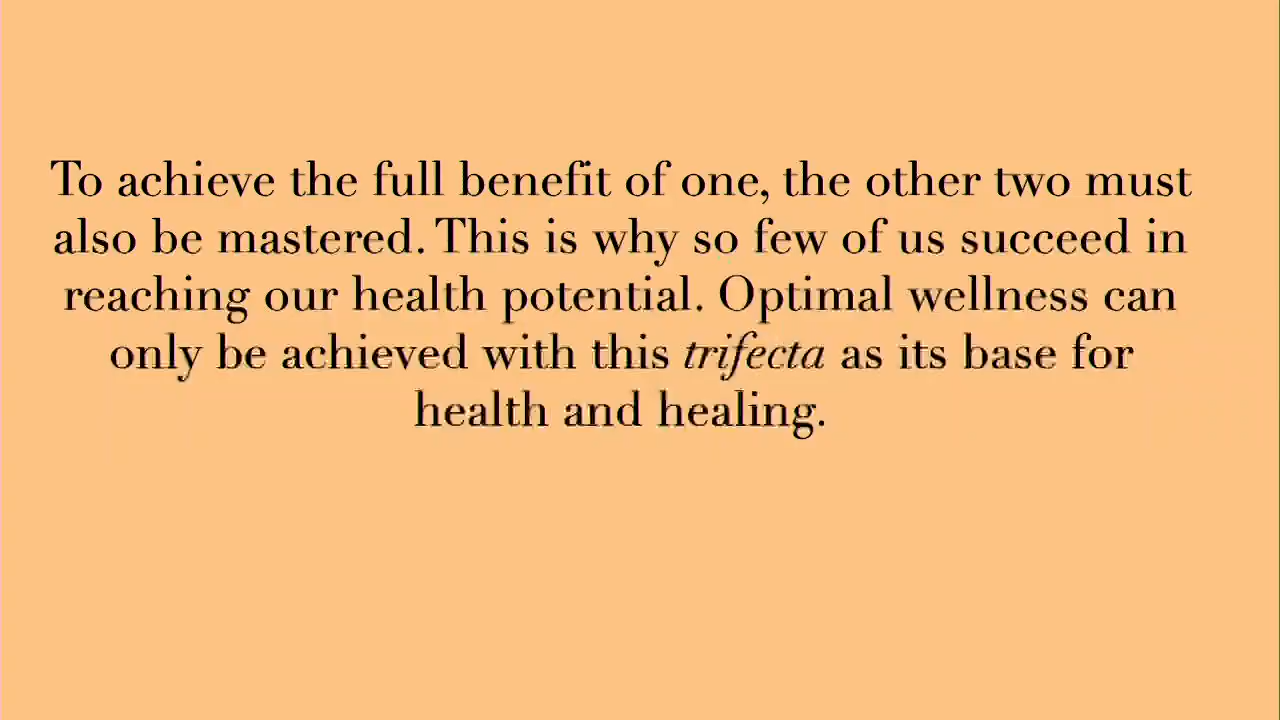 To achieve the full benefit of one, the other two must
also be mastered. This is why so few of us succeed in
reaching our health potential. Optimal wellness can
only be achieved with this trifecta as its base for
health and healing.